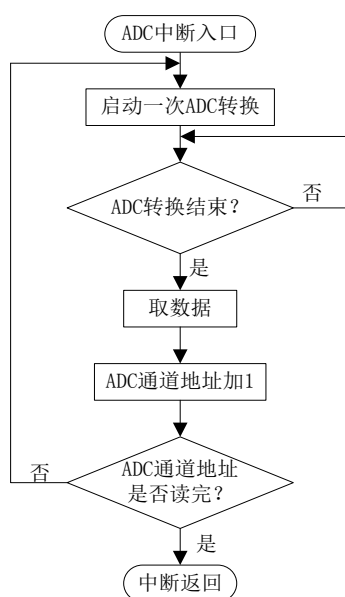 ADC中断入口
启动一次ADC转换
ADC转换结束？
否
是
取数据
ADC通道地址加1
否
ADC通道地址
是否读完？
是
中断返回